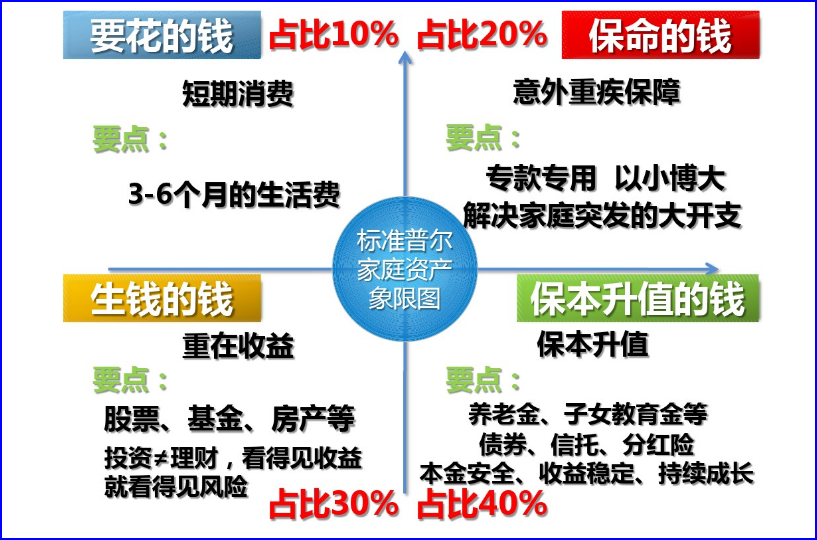 要花的钱
占比10%
短期消费
要点：
3-6个月的生活费
占比20%
保命的钱
意外重疾保障
要点：
专款专用 以小博大
解决家庭突发的大开支
标准普尔
家庭资产
象限图
生钱的钱
重在收益
要点：
股票、基金、房产等
投资≠理财，看得见收益
就看得见风险
占比30%
保本升值的钱
保本升值
要点：
养老金、子女教育金等
债券、信托、分红险
本金安全、收益稳定、持续成长
占比40%